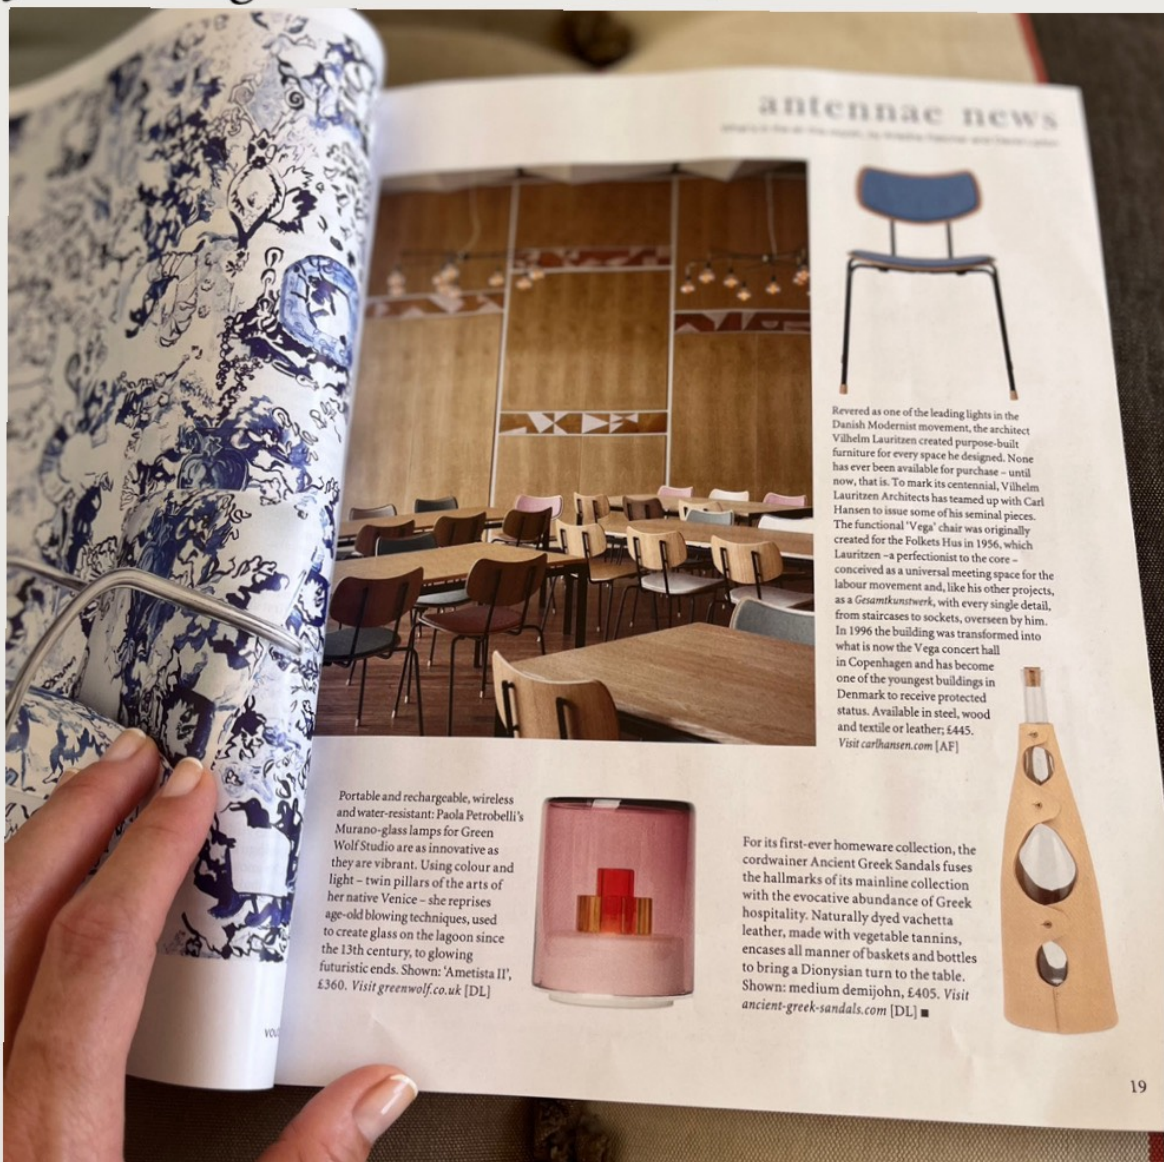 antennae news
Revered as one of the leading lights in the
Danish Modernist movement, the architect
Vilhelm Lauritzen created purpose-built
furniture for every space he designed. None
has ever been available for purchase – until
now, that is. To mark its centennial, Vilhelm
Lauritzen Architects has teamed up with Carl
Hansen to issue some of his seminal pieces.
The functional ‘Vega’ chair was originally
created for the Folkets Hus in 1956, which
Lauritzen –a perfectionist to the core –
conceived as a universal meeting space for the
labour movement and, like his other projects,
as a Gesamtkunstwerk, with every single detail,
from staircases to sockets, overseen by him.
In 1996 the building was transformed into
what is now the Vega concert hall
in Copenhagen and has become
one of the youngest buildings in
Denmark to receive protected
status. Available in steel, wood
and textile or leather; £445.
Visit carlhansen.com [AF]
Portable and rechargeable, wireless
and water-resistant: Paola Petrobelli’s
Murano-glass lamps for Green
Wolf Studio are as innovative as
they are vibrant. Using colour and
light – twin pillars of the arts of
her native Venice – she reprises
age-old blowing techniques, used
to create glass on the lagoon since
the 13th century, to glowing
futuristic ends. Shown: ‘Ametista II’,
£360. Visit greenwolf.co.uk [DL]
For its first-ever homeware collection, the
cordwainer Ancient Greek Sandals fuses
the hallmarks of its mainline collection
with the evocative abundance of Greek
hospitality. Naturally dyed vachetta
leather, made with vegetable tannins,
encases all manner of baskets and bottles
to bring a Dionysian turn to the table.
Shown: medium demijohn, £405. Visit
ancient-greek-sandals.com [DL] ■
19